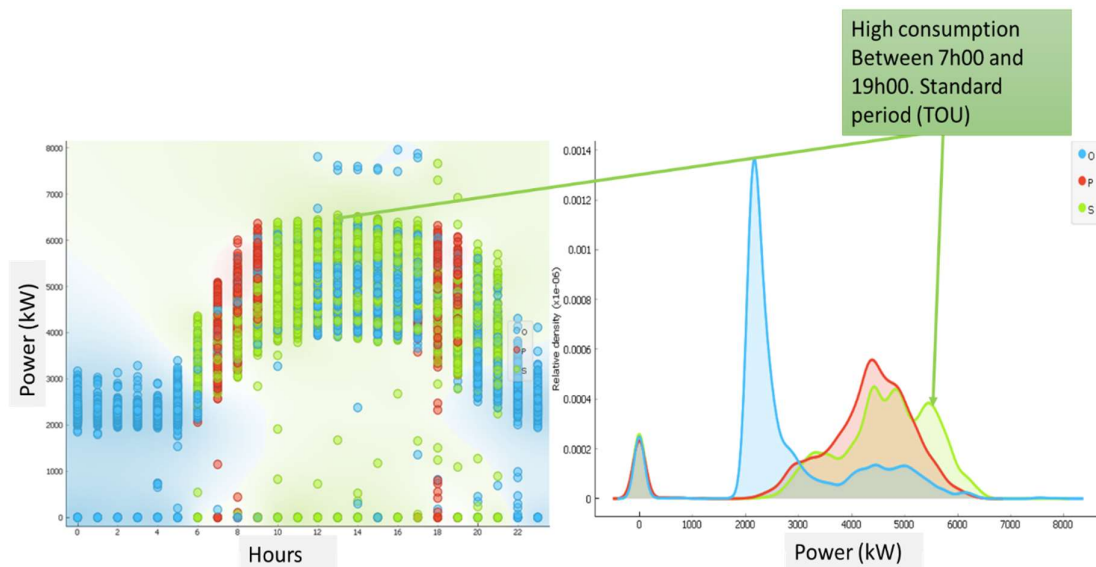 High consumption
Between 7h00 and
19h00. Standard
period (TOU)
8000
7000
6000
5000
4000
3000
2000
1000
0
Power (kW)
0 2 4 6 8 10 12 14 16 18 20 22
Hours
O
P
S
0.0014
0.0012
0.001
0.0008
0.0006
0.0004
0.0002
0
Relative density (x1e-06)
0 1000 2000 3000 4000 5000 6000 7000 8000
Power (kW)
O
P
S